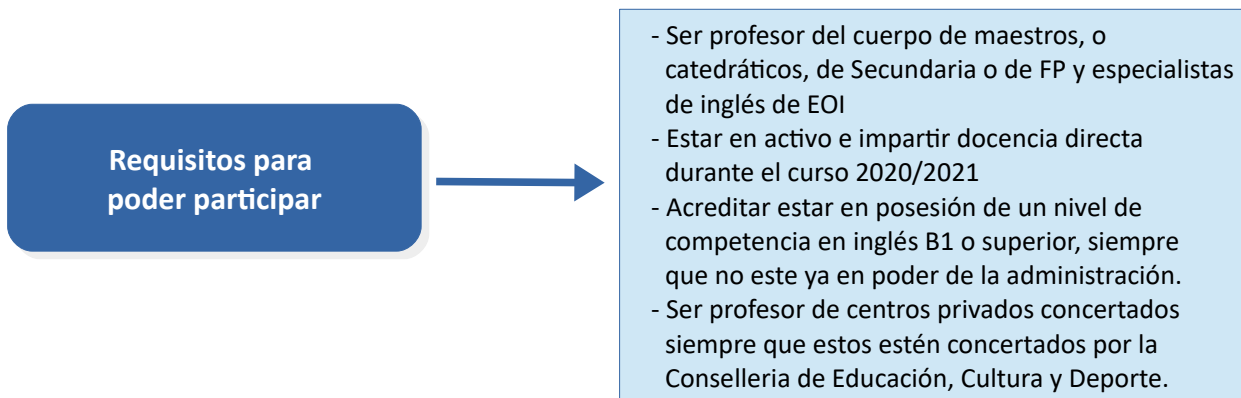 Requisitos para
poder participar
- Ser profesor del cuerpo de maestros, o
catedráticos, de Secundaria o de FP y especialistas
de inglés de EOI
- Estar en activo e impartir docencia directa
durante el curso 2020/2021
- Acreditar estar en posesión de un nivel de
competencia en inglés B1 o superior, siempre
que no este ya en poder de la administración.
- Ser profesor de centros privados concertados
siempre que estos estén concertados por la
Conselleria de Educación, Cultura y Deporte.